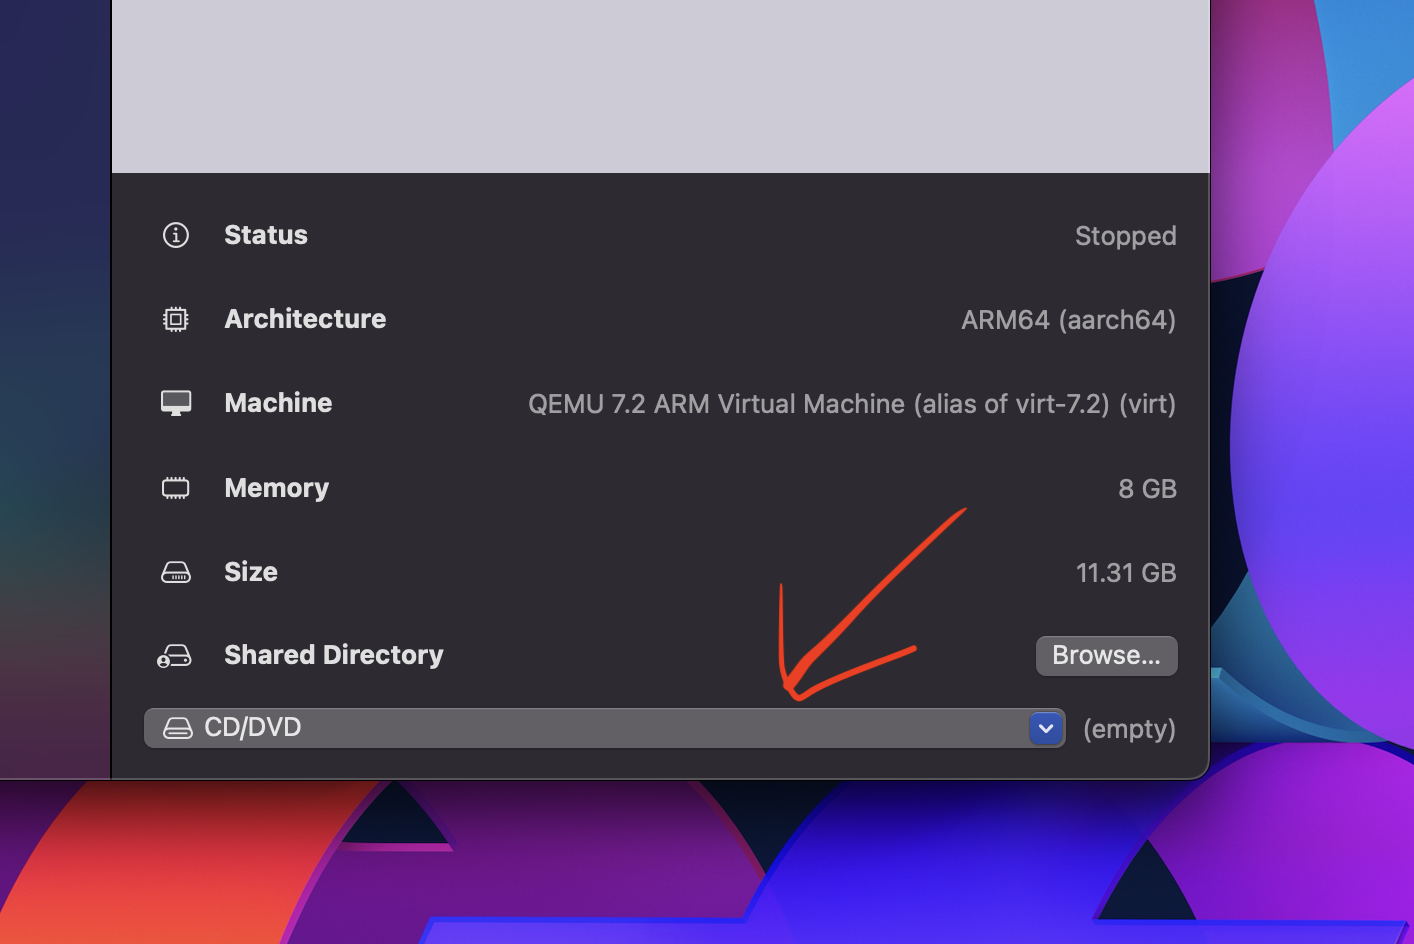 Status Stopped
Architecture ARM64 (aarch64)
Machine QEMU 7.2 ARM Virtual Machine (alias of virt-7.2) (virt)
Memory 8 GB
Size 11.31 GB
Shared Directory Browse...
CD/DVD (empty)